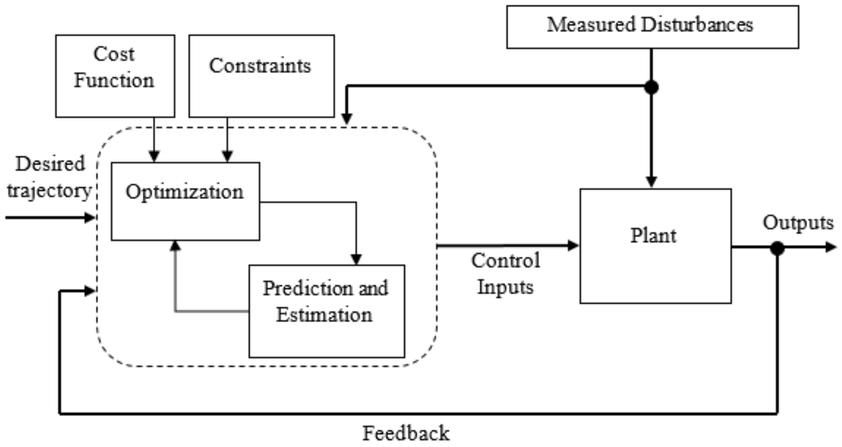 Measured Disturbances
Cost
Function
Constraints
Desired
trajectory
Optimization
Prediction and
Estimation
Control
Inputs
Plant
Outputs
Feedback